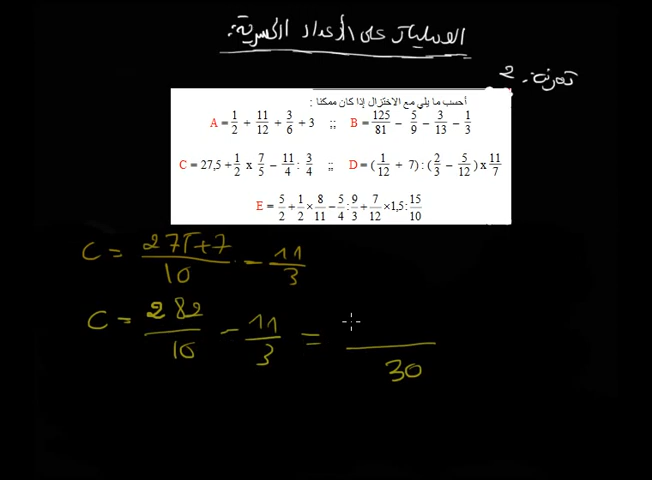 العمليات على الأعداد الكسرية:
تمرين 2:
أحسب ما يلي مع الاختزال إذا كان ممكنا :
A = 1/2 + 11/12 + 3/6 + 3 ;; B = 125/81 − 5/9 − 3/13 − 1/3
C = 27,5 + 1/2 x 7/5 − 11/4 : 3/4 ;; D = (1/12 + 7) : (2/3 − 5/12) x 11/7
E = 5/2 + 1/2 × 8/11 − 5/4 : 9/3 + 7/12 ×1,5: 15/10
C = 275+7/10 − 11/3
C = 282/10 − 11/3 = /30